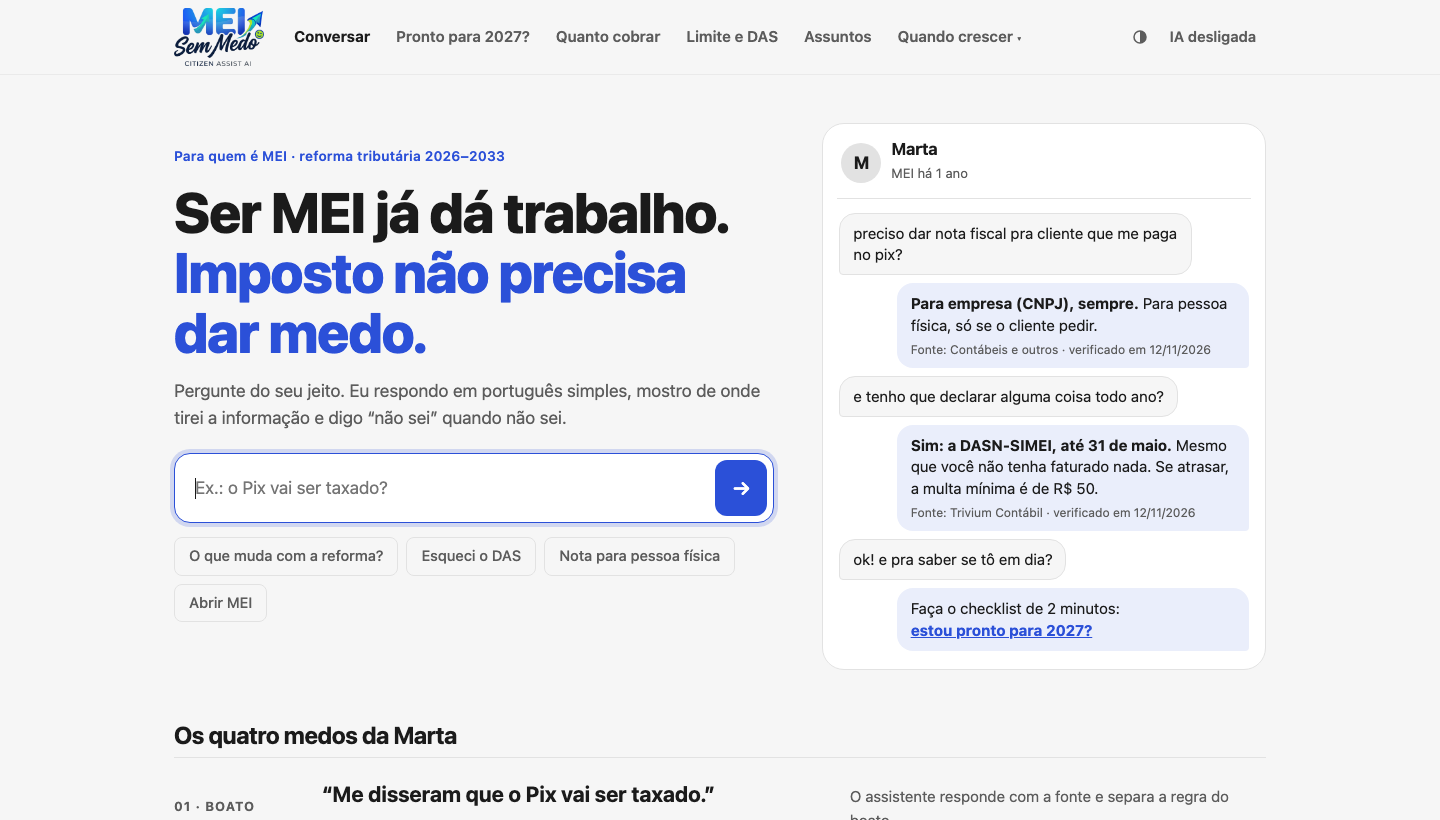 MEI
Sem Medo
CITIZEN ASSIST AI
Conversar
Pronto para 2027?
Quanto cobrar
Limite e DAS
Assuntos
Quando crescer
IA desligada
Para quem é MEI · reforma tributária 2026–2033
Ser MEI já dá trabalho.
Imposto não precisa
dar medo.
Pergunte do seu jeito. Eu respondo em português simples, mostro de onde
tirei a informação e digo “não sei” quando não sei.
Ex.: o Pix vai ser taxado?
O que muda com a reforma?
Esqueci o DAS
Nota para pessoa física
Abrir MEI
M
Marta
MEI há 1 ano
preciso dar nota fiscal pra cliente que me paga
no pix?
Para empresa (CNPJ), sempre. Para pessoa
física, só se o cliente pedir.
Fonte: Contábeis e outros · verificado em 12/11/2026
e tenho que declarar alguma coisa todo ano?
Sim: a DASN-SIMEI, até 31 de maio. Mesmo
que você não tenha faturado nada. Se atrasar,
a multa mínima é de R$ 50.
Fonte: Trivium Contábil · verificado em 12/11/2026
ok! e pra saber se tô em dia?
Faça o checklist de 2 minutos:
estou pronto para 2027?
Os quatro medos da Marta
01 · BOATO
“Me disseram que o Pix vai ser taxado.”
O assistente responde com a fonte e separa a regra do
boato.